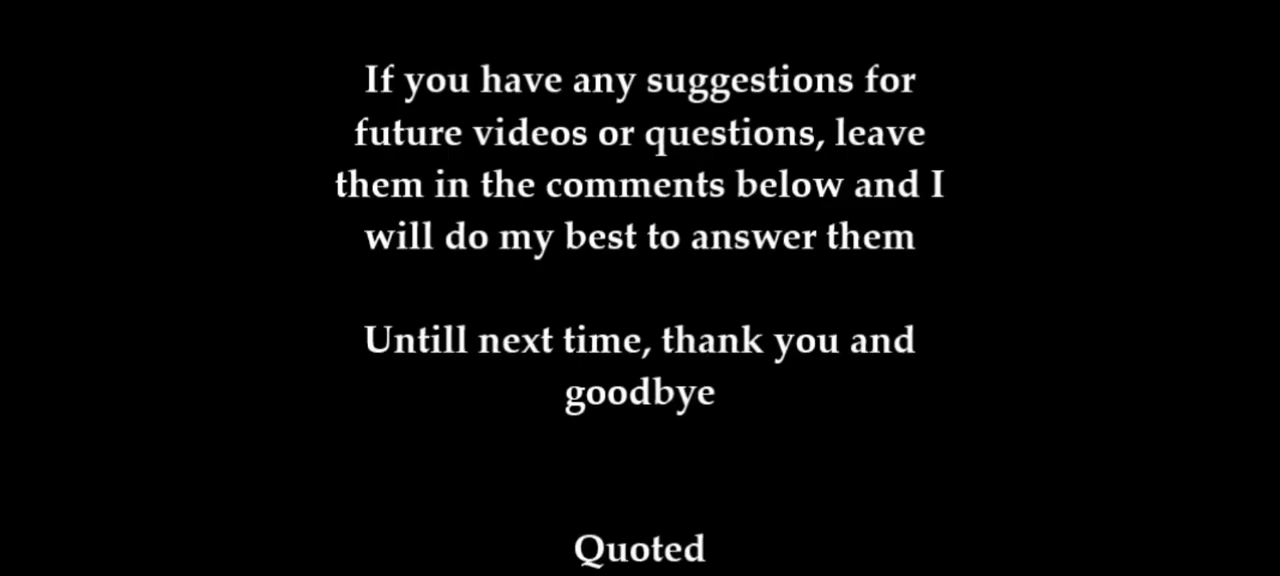 If you have any suggestions for
future videos or questions, leave
them in the comments below and I
will do my best to answer them
Untill next time, thank you and
goodbye
Quoted